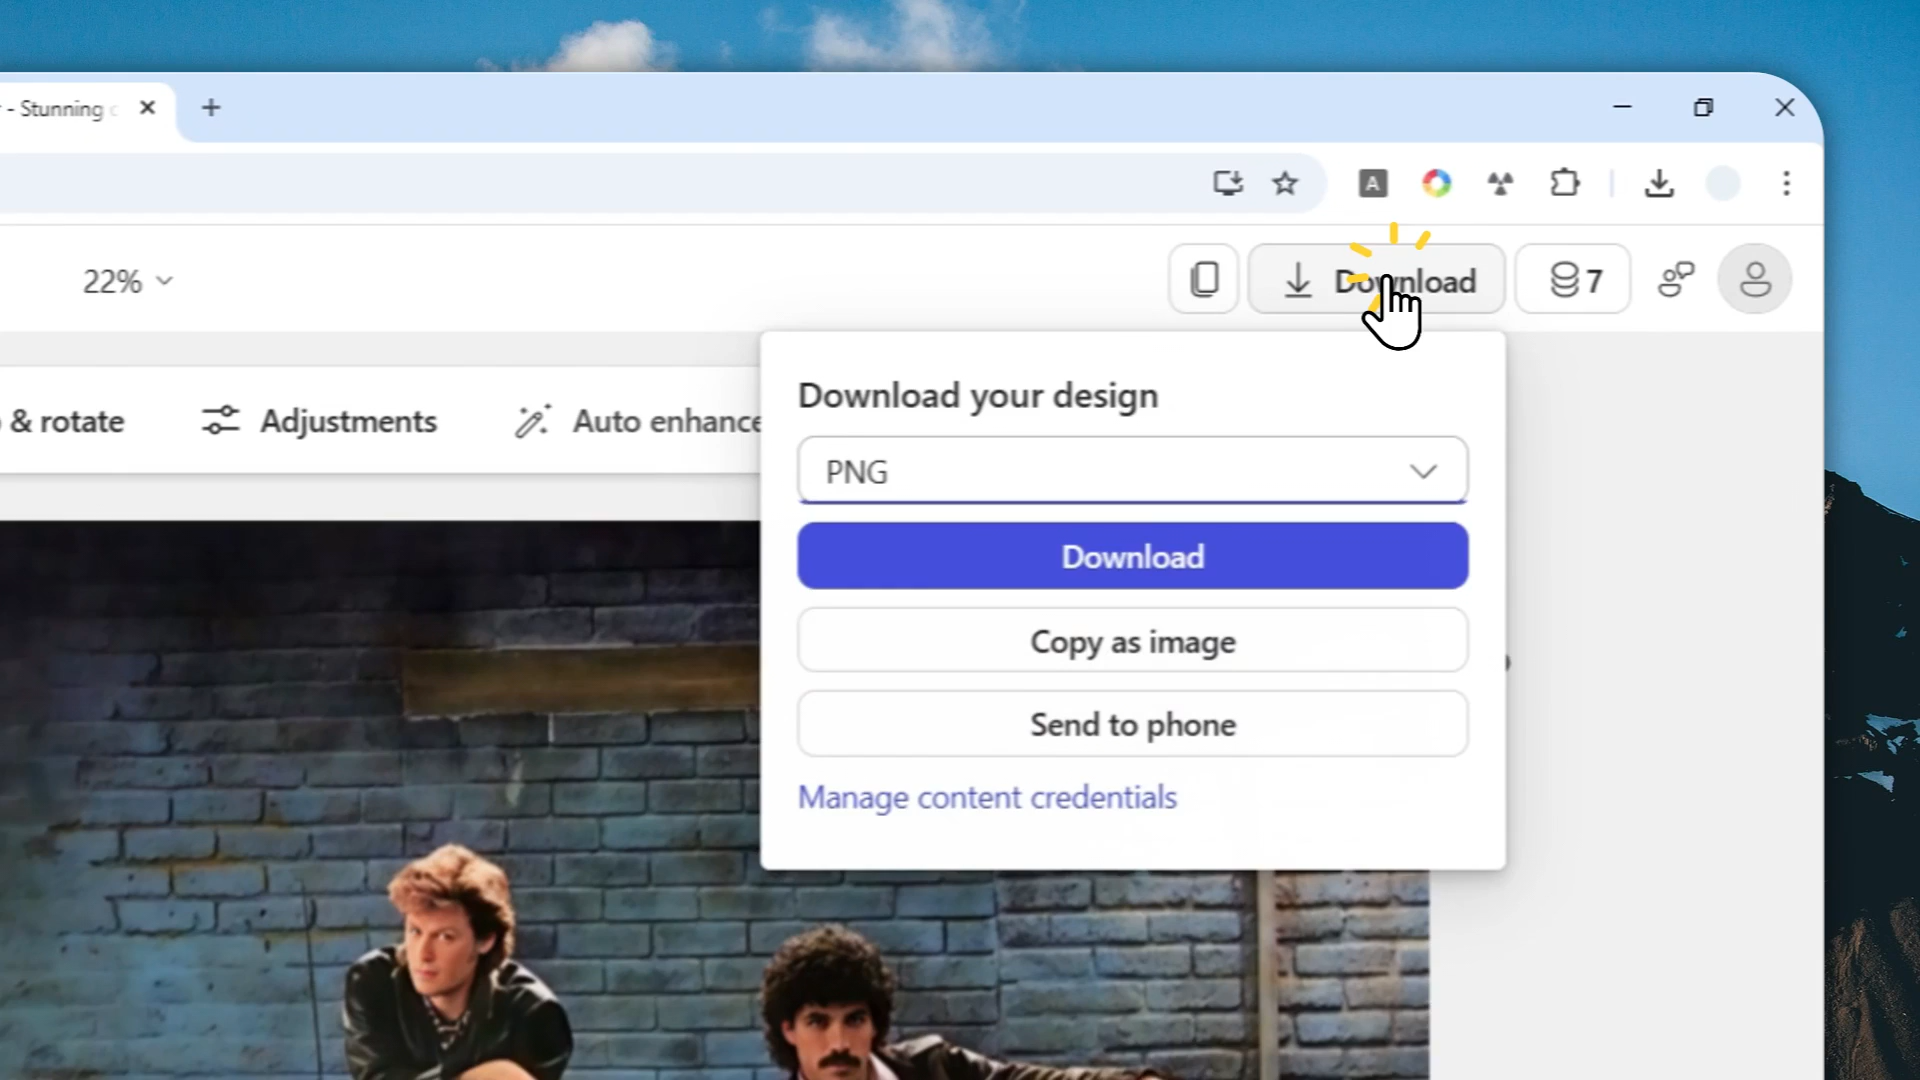 - Stunning
A
22%
Download
7
Download your design
& rotate
Adjustments
Auto enhance
PNG
Download
Copy as image
Send to phone
Manage content credentials